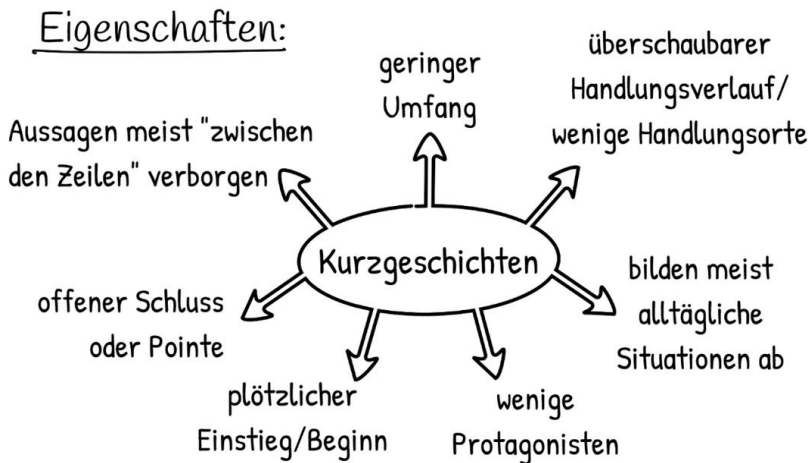 Eigenschaften:
geringer
Umfang
überschaubarer
Handlungsverlauf/
wenige Handlungsorte
Aussagen meist "zwischen
den Zeilen" verborgen
Kurzgeschichten
bilden meist
alltägliche
Situationen ab
offener Schluss
oder Pointe
plötzlicher
Einstieg/Beginn
wenige
Protagonisten